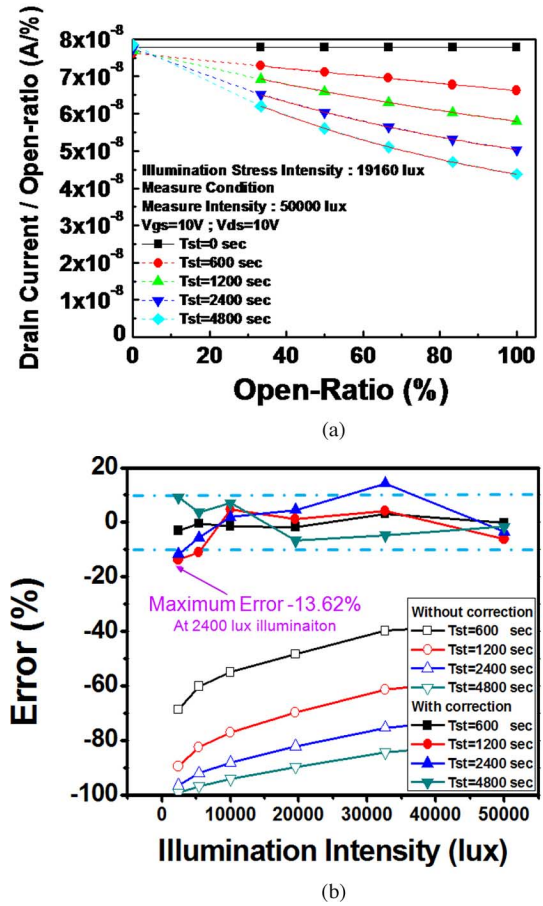 Drain Current / Open-ratio (A/%)
8x10⁻⁸
7x10⁻⁸
6x10⁻⁸
5x10⁻⁸
4x10⁻⁸
3x10⁻⁸
2x10⁻⁸
1x10⁻⁸
0
Illumination Stress Intensity : 19160 lux
Measure Condition
Measure Intensity : 50000 lux
Vgs=10V ; Vds=10V
Tst=0 sec
Tst=600 sec
Tst=1200 sec
Tst=2400 sec
Tst=4800 sec
0 20 40 60 80 100
Open-Ratio (%)
(a)
Error (%)
20
0
-20
-40
-60
-80
-100
Maximum Error -13.62%
At 2400 lux illuminaiton
Without correction
Tst=600 sec
Tst=1200 sec
Tst=2400 sec
Tst=4800 sec
With correction
Tst=600 sec
Tst=1200 sec
Tst=2400 sec
Tst=4800 sec
0 10000 20000 30000 40000 50000
Illumination Intensity (lux)
(b)